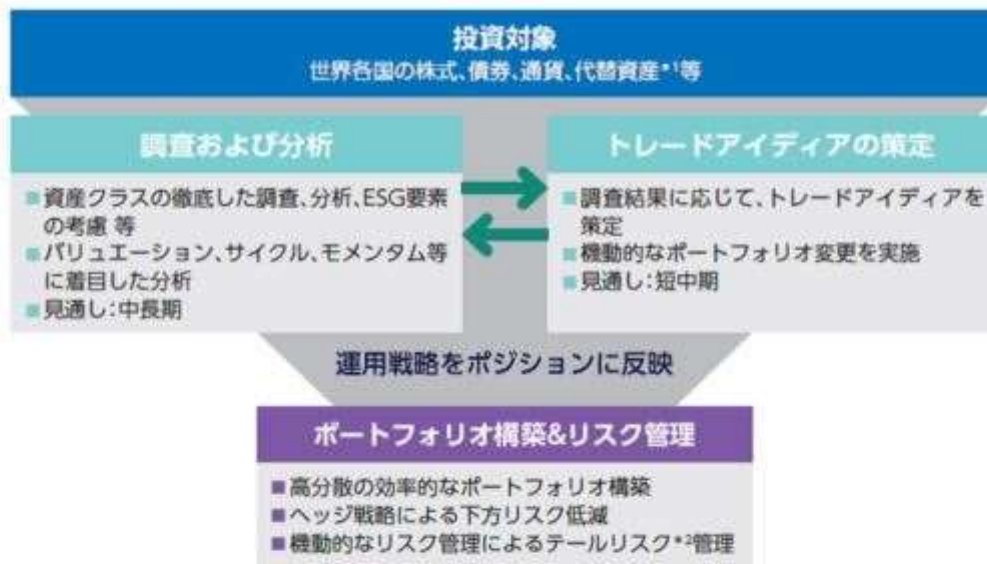 投資対象
世界各国の株式、債券、通貨、代替資産*1等
調査および分析
■資産クラスの徹底した調査、分析、ESG要素
の考慮 等
■バリュエーション、サイクル、モメンタム等
に着目した分析
■見通し:中長期
トレードアイディアの策定
■調査結果に応じて、トレードアイディアを
策定
■機動的なポートフォリオ変更を実施
■見通し:短中期
運用戦略をポジションに反映
ポートフォリオ構築&リスク管理
■高分散の効率的なポートフォリオ構築
■ヘッジ戦略による下方リスク低減
■機動的なリスク管理によるテールリスク*2管理